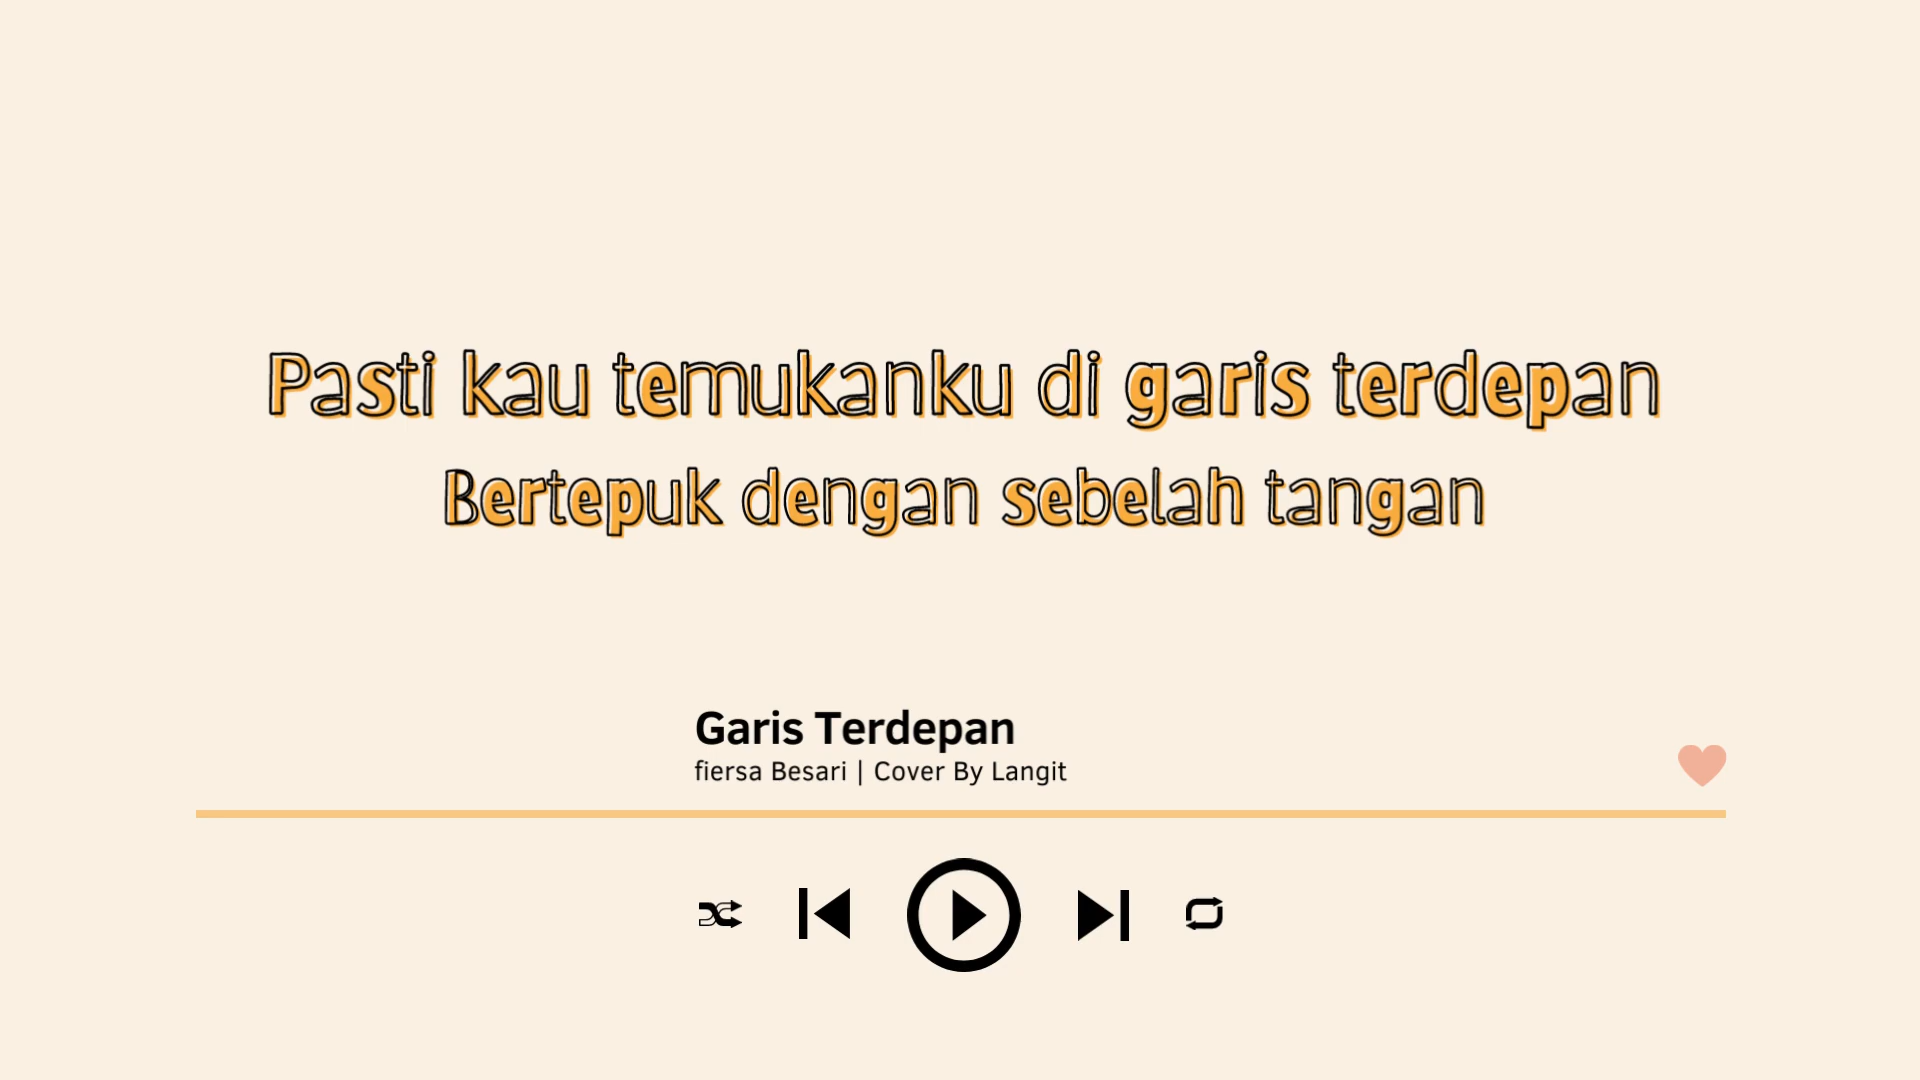 Pasti kau temukanku di garis terdepan
Bertepuk dengan sebelah tangan
Garis Terdepan
fiersa Besari | Cover By Langit